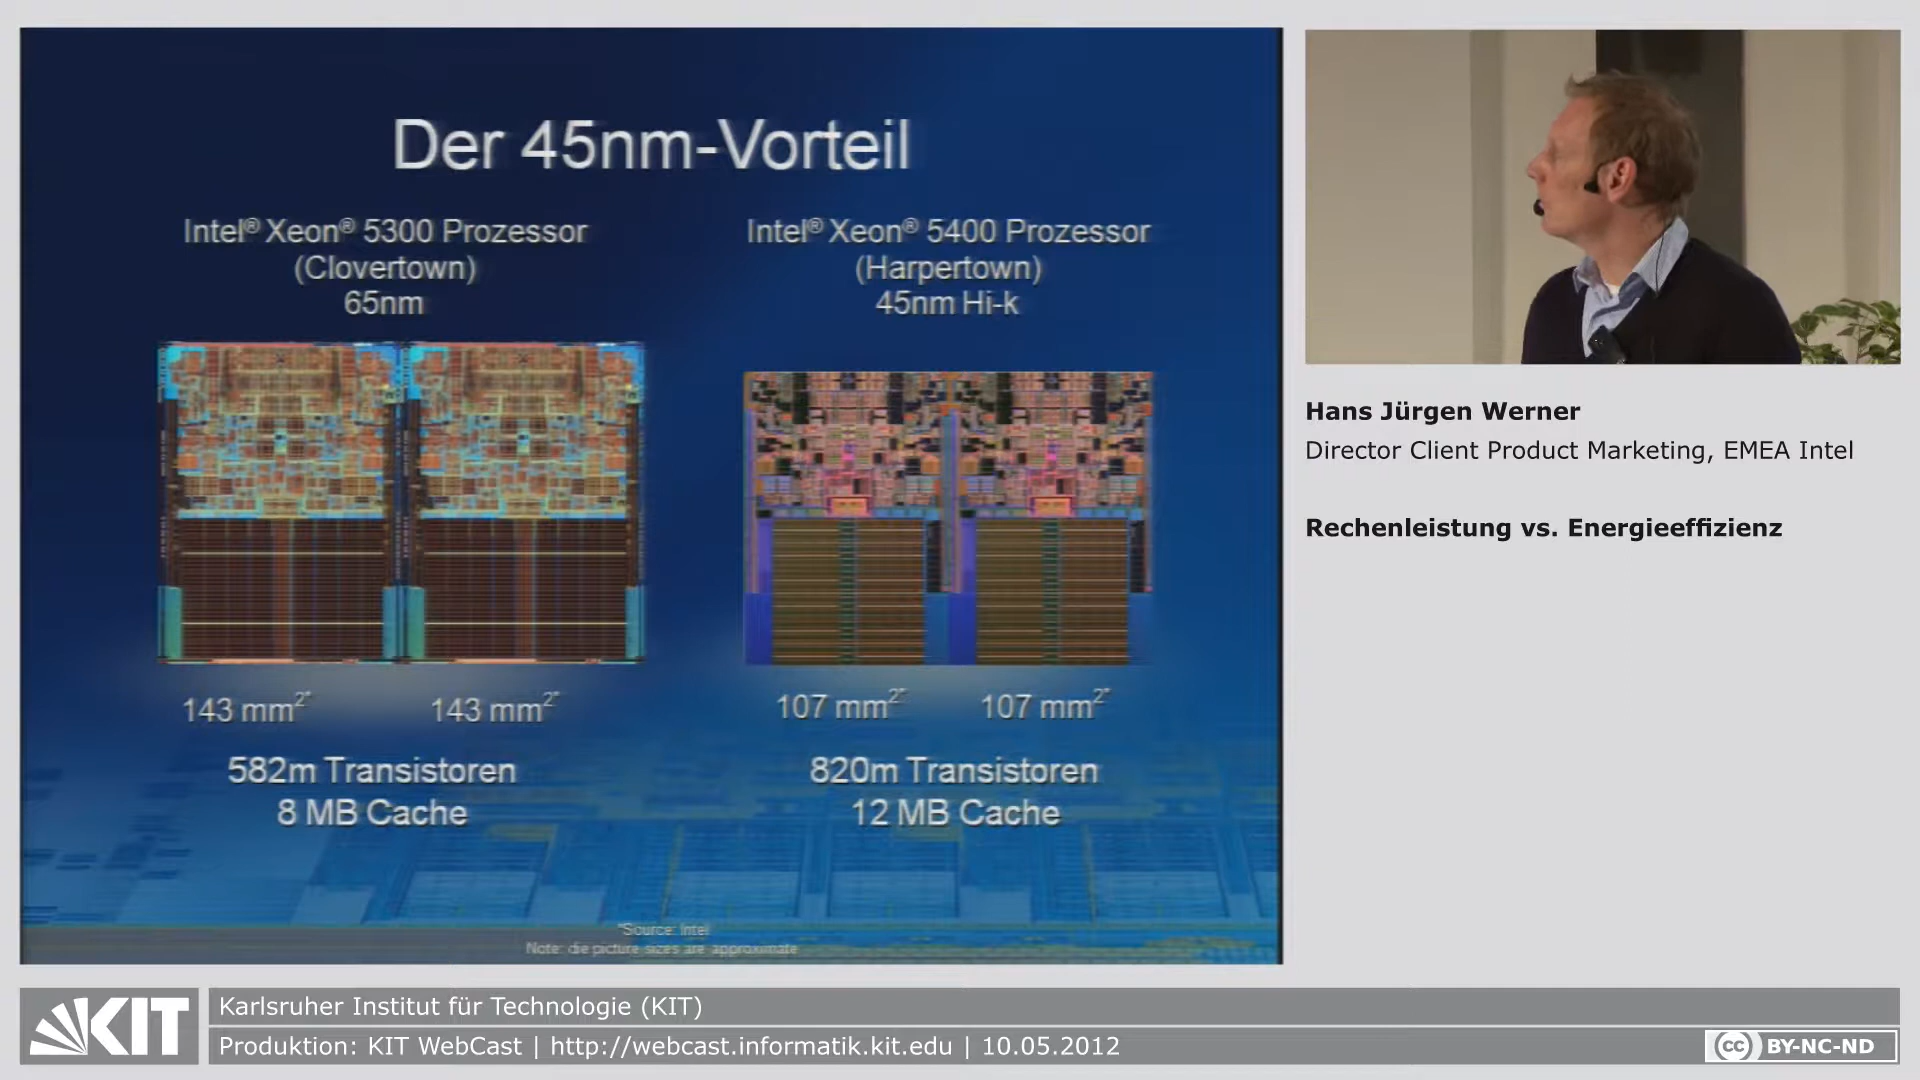 Der 45nm-Vorteil
Intel® Xeon® 5300 Prozessor
(Clovertown)
65nm
Intel® Xeon® 5400 Prozessor
(Harpertown)
45nm Hi-k
143 mm²* 143 mm²*
107 mm²* 107 mm²*
582m Transistoren
8 MB Cache
820m Transistoren
12 MB Cache
*Source: Intel
Note: die picture sizes are approximate
Hans Jürgen Werner
Director Client Product Marketing, EMEA Intel
Rechenleistung vs. Energieeffizienz
KIT
Karlsruher Institut für Technologie (KIT)
Produktion: KIT WebCast | http://webcast.informatik.kit.edu | 10.05.2012
cc BY-NC-ND